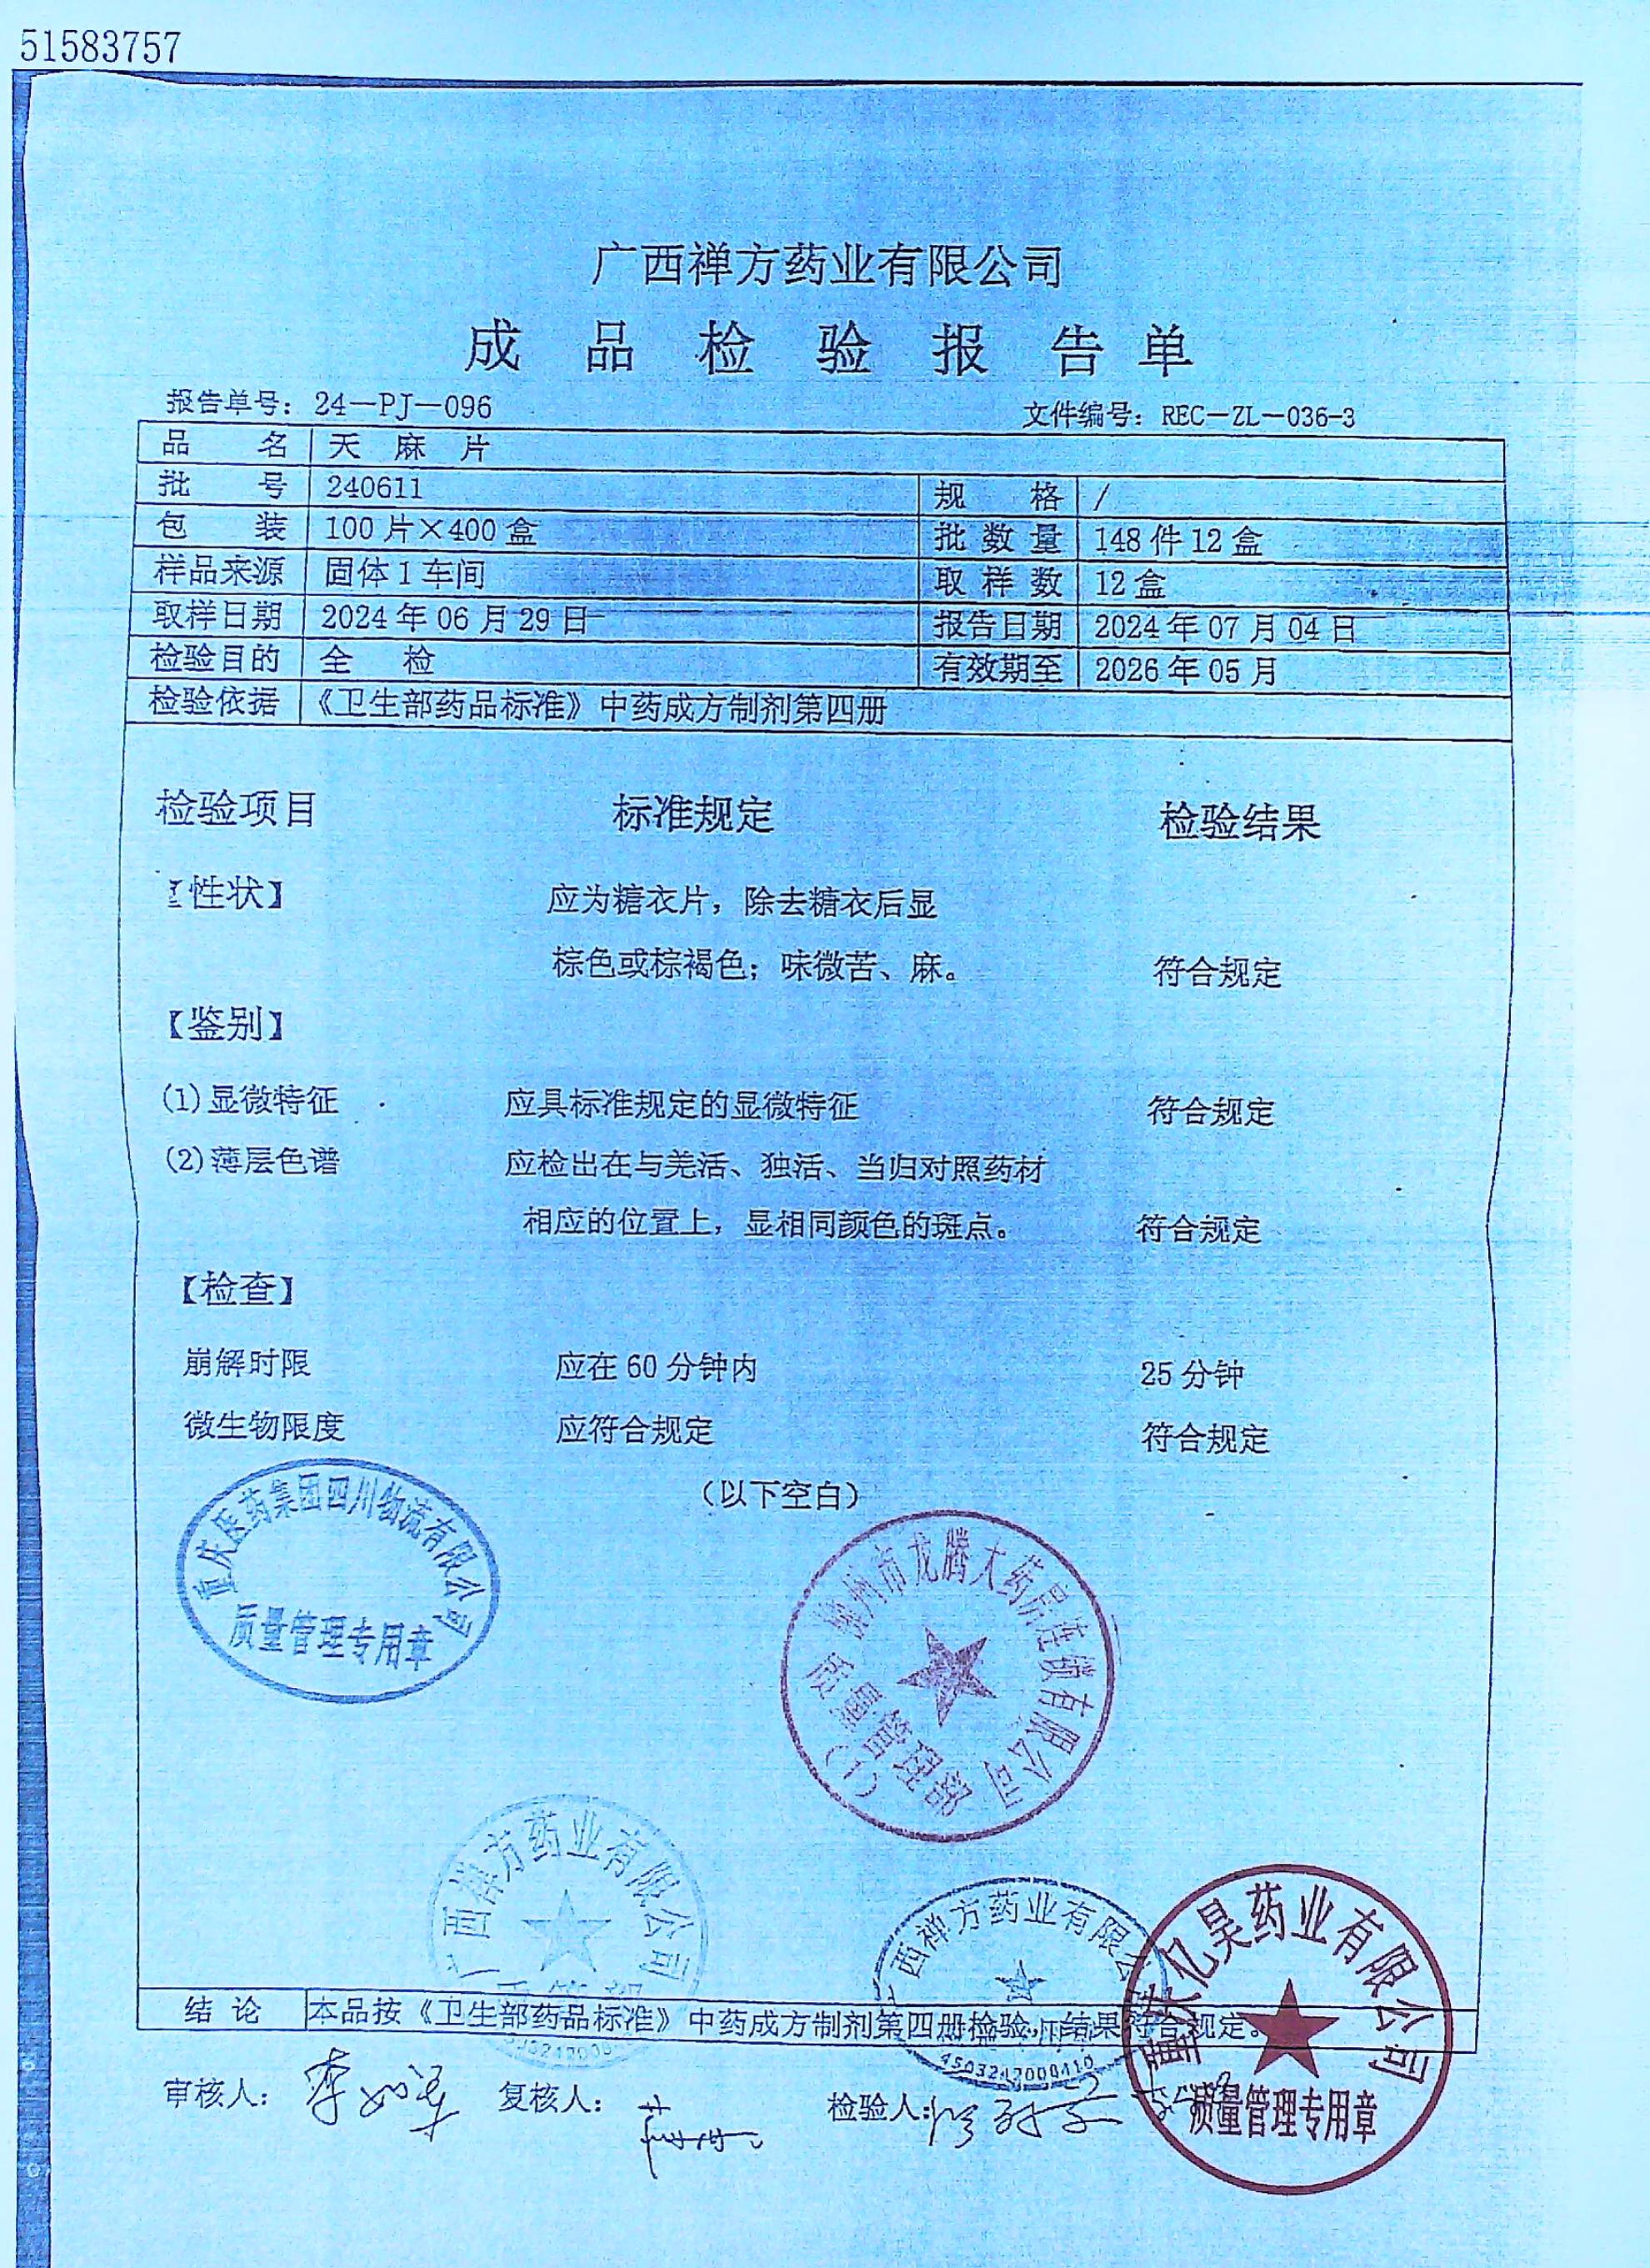 51583757
广西禅方药业有限公司
成品检验报告单
报告单号：24—PJ—096 文件编号：REC—ZL—036-3
品名 天麻片
批号 240611 规格 /
包装 100片×400盒 批数量 148件12盒
样品来源 固体1车间 取样数 12盒
取样日期 2024年06月29日 报告日期 2024年07月04日
检验目的 全检 有效期至 2026年05月
检验依据 《卫生部药品标准》中药成方制剂第四册
检验项目 标准规定 检验结果
【性状】 应为糖衣片，除去糖衣后显
棕色或棕褐色；味微苦、麻。 符合规定
【鉴别】
(1)显微特征 应具标准规定的显微特征 符合规定
(2)薄层色谱 应检出在与羌活、独活、当归对照药材
相应的位置上，显相同颜色的斑点。 符合规定
【检查】
崩解时限 应在60分钟内 25分钟
微生物限度 应符合规定 符合规定
（以下空白）
重庆医药集团四川物流有限公司
质量管理专用章
州市龙腾大药房连锁有限公司
质量管理部
(1)
广西禅方药业有限公司
西禅方药业有限公
4503247000410
重庆亿昊药业有限公司
质量管理专用章
结论 本品按《卫生部药品标准》中药成方制剂第四册检验，结果符合规定。
审核人： 复核人： 检验人：